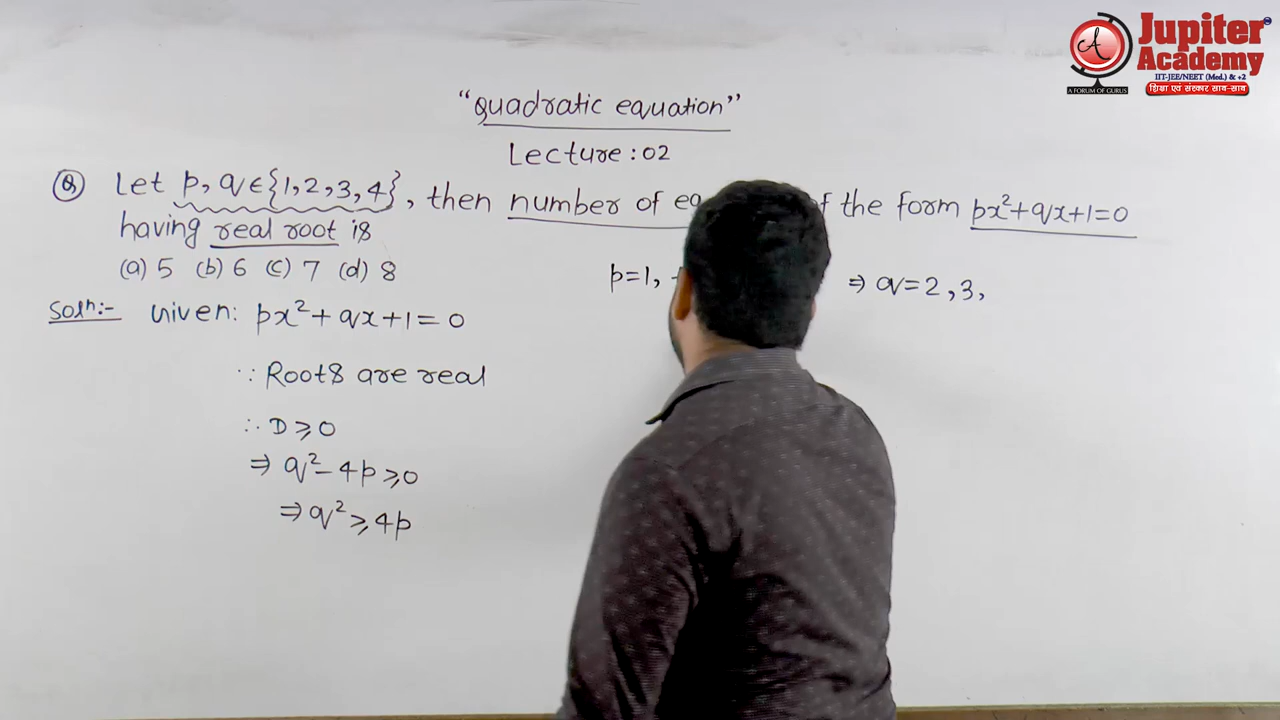 Jupiter
Academy
IIT-JEE/NEET (Med.) & +2
A FORUM OF GURUS
शिक्षा एवं संस्कार साथ-साथ
"Quadratic equation"
Lecture:02
Q Let p, q ∈ {1,2,3,4}, then number of of the form px²+qx+1=0
having real root is
(a) 5 (b) 6 (c) 7 (d) 8
p=1, ⇒ q=2,3,
Solⁿ:- Given: px²+qx+1=0
∵ Roots are real
∴ D≥0
⇒ q²-4p≥0
⇒ q²≥4p